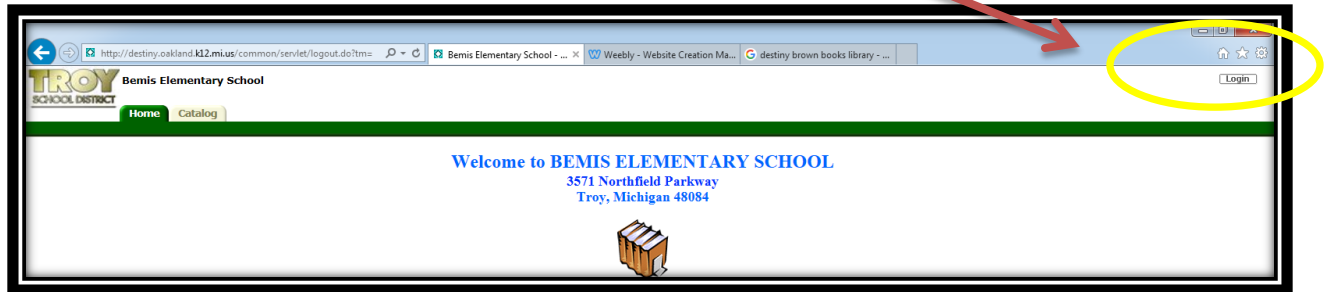 http://destiny.oakland.k12.mi.us/common/servlet/logout.do?tm=
Bemis Elementary School - ...
Weebly - Website Creation Ma...
destiny brown books library - ...
TROY
SCHOOL DISTRICT
Bemis Elementary School
Login
Home Catalog
Welcome to BEMIS ELEMENTARY SCHOOL
3571 Northfield Parkway
Troy, Michigan 48084